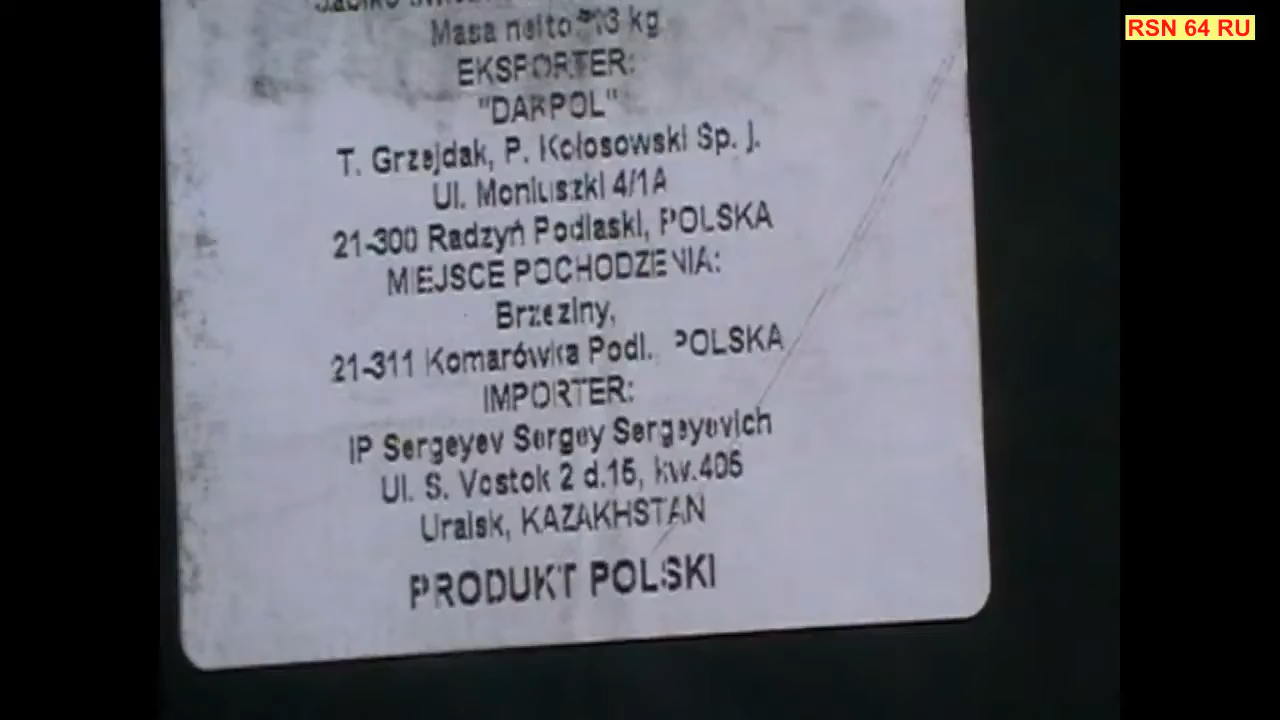 RSN 64 RU
Masa netto 13 kg
EKSPORTER:
"DARPOL"
T. Grzejdak, P. Kołosowski Sp. J.
Ul. Moniuszki 4/1A
21-300 Radzyń Podlaski, POLSKA
MIEJSCE POCHODZENIA:
Brzeziny,
21-311 Komarówka Podl. POLSKA
IMPORTER:
IP Sergeyev Sergey Sergeyevich
Ul. S. Vostok 2 d.15, kw.406
Uralsk, KAZAKHSTAN
PRODUKT POLSKI